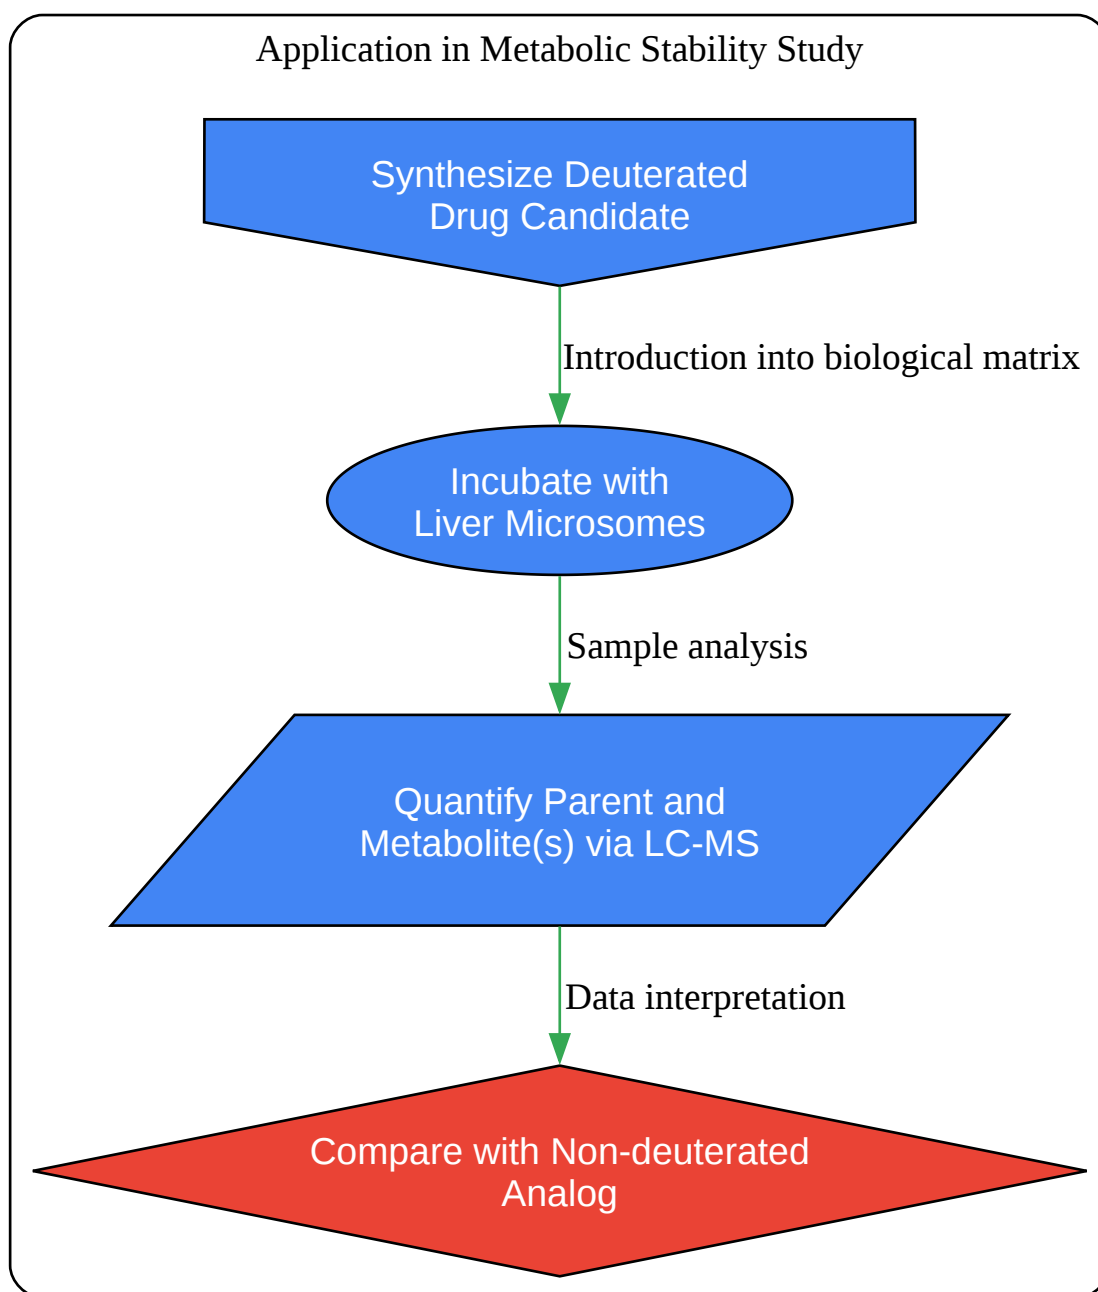 Application in Metabolic Stability Study
Synthesize Deuterated
Drug Candidate
Introduction into biological matrix
Incubate with
Liver Microsomes
Sample analysis
Quantify Parent and
Metabolite(s) via LC-MS
Data interpretation
Compare with Non-deuterated
Analog